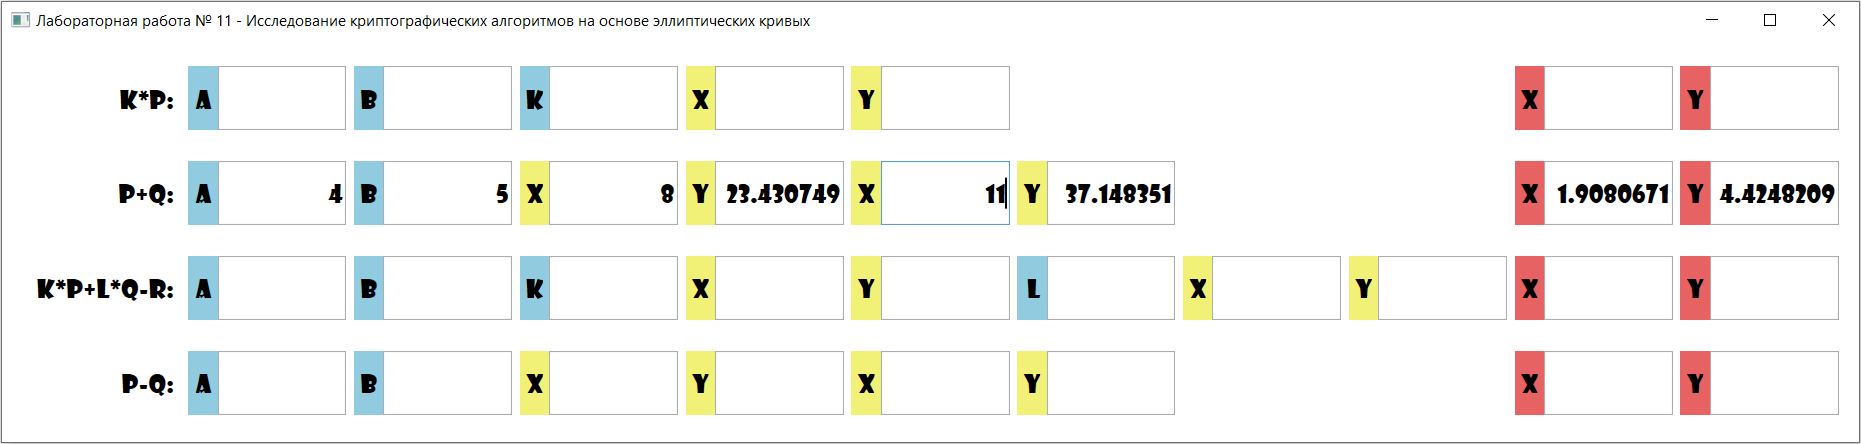 Лабораторная работа № 11 - Исследование криптографических алгоритмов на основе эллиптических кривых
K*P: A B K X Y X Y
P+Q: A 4 B 5 X 8 Y 23.430749 X 11 Y 37.148351 X 1.9080671 Y 4.4248209
K*P+L*Q-R: A B K X Y L X Y X Y
P-Q: A B X Y X Y X Y